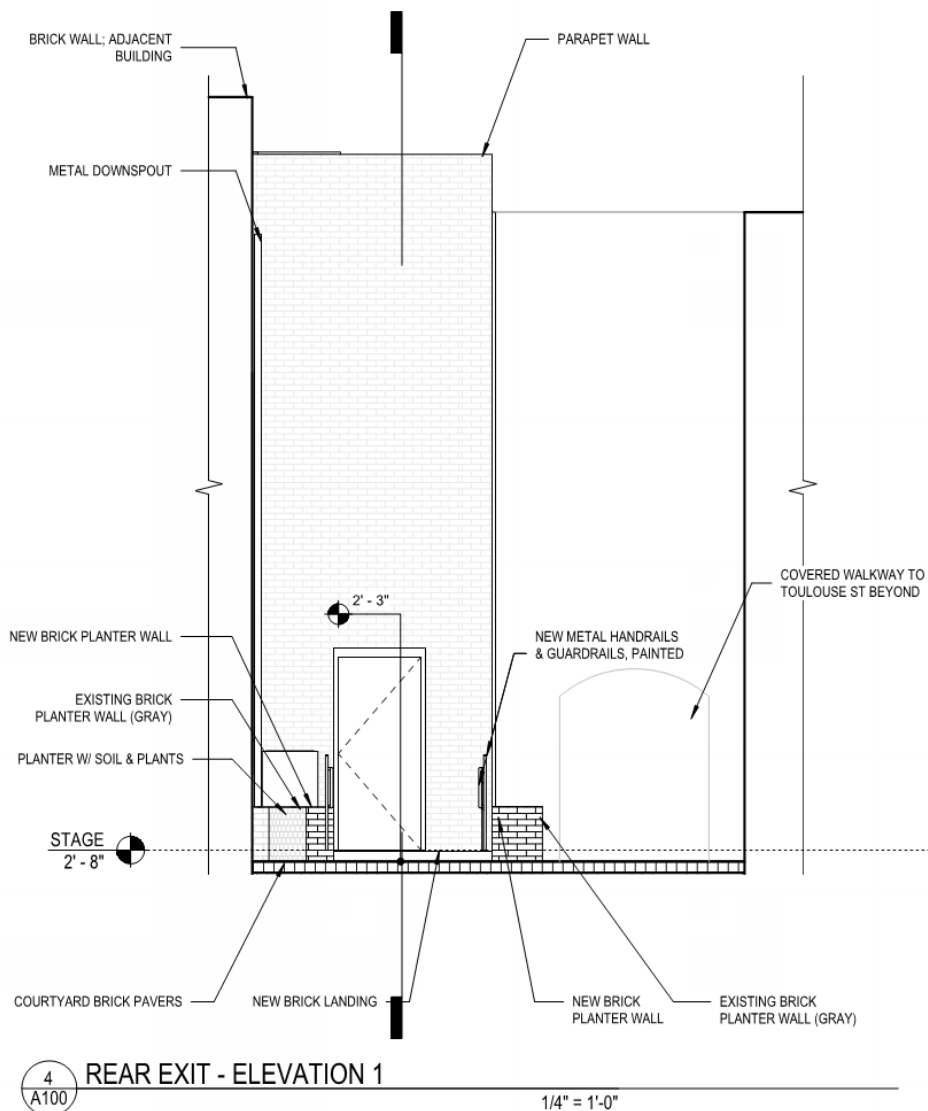 BRICK WALL; ADJACENT
BUILDING
PARAPET WALL
METAL DOWNSPOUT
COVERED WALKWAY TO
TOULOUSE ST BEYOND
2' - 3"
NEW BRICK PLANTER WALL
NEW METAL HANDRAILS
& GUARDRAILS, PAINTED
EXISTING BRICK
PLANTER WALL (GRAY)
PLANTER W/ SOIL & PLANTS
STAGE
2' - 8"
COURTYARD BRICK PAVERS
NEW BRICK LANDING
NEW BRICK
PLANTER WALL
EXISTING BRICK
PLANTER WALL (GRAY)
4
A100
REAR EXIT - ELEVATION 1
1/4" = 1'-0"